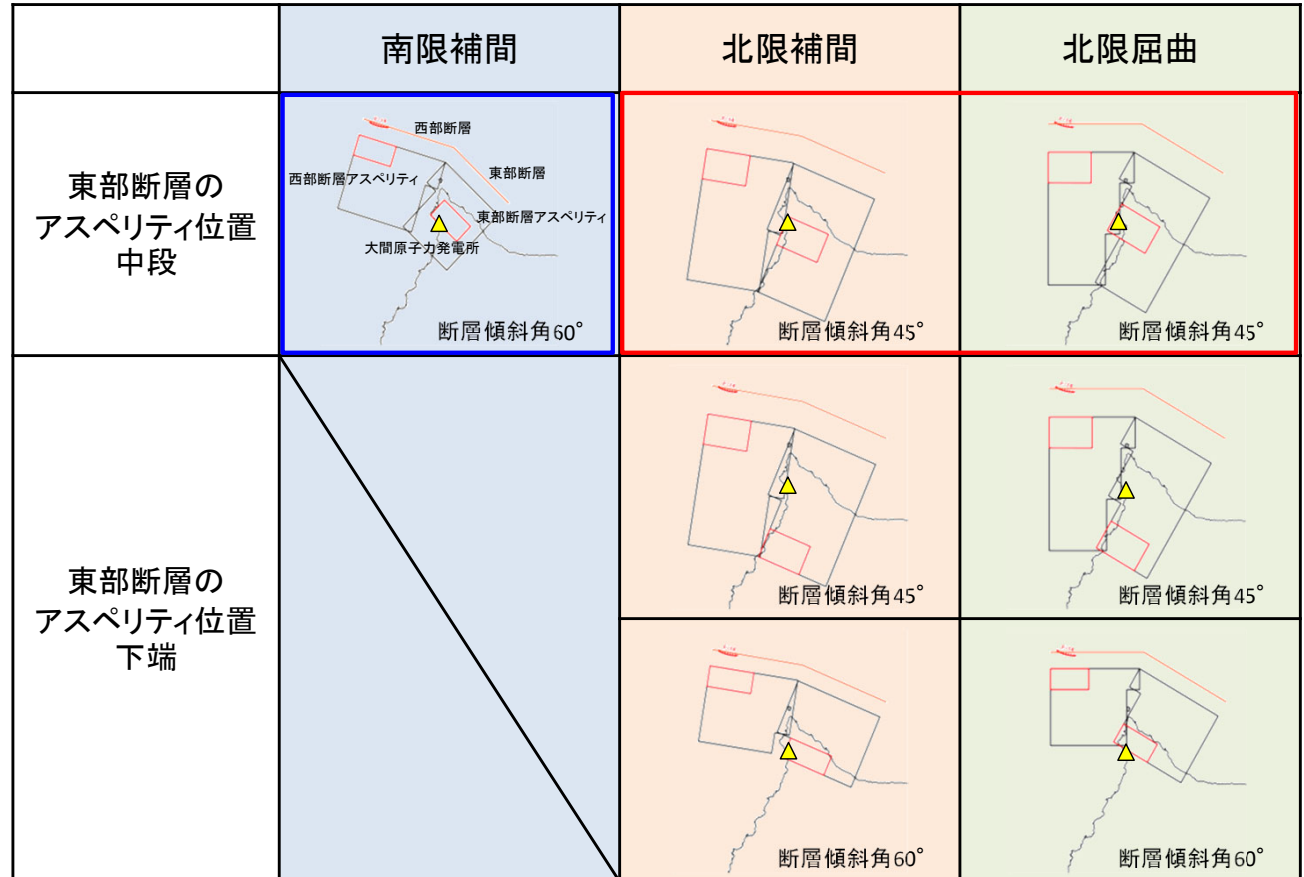 南限補間
北限補間
北限屈曲
東部断層の
アスペリティ位置
中段
西部断層
東部断層
西部断層アスペリティ
東部断層アスペリティ
大間原子力発電所
断層傾斜角60°
断層傾斜角45°
断層傾斜角45°
東部断層の
アスペリティ位置
下端
断層傾斜角45°
断層傾斜角45°
断層傾斜角60°
断層傾斜角60°